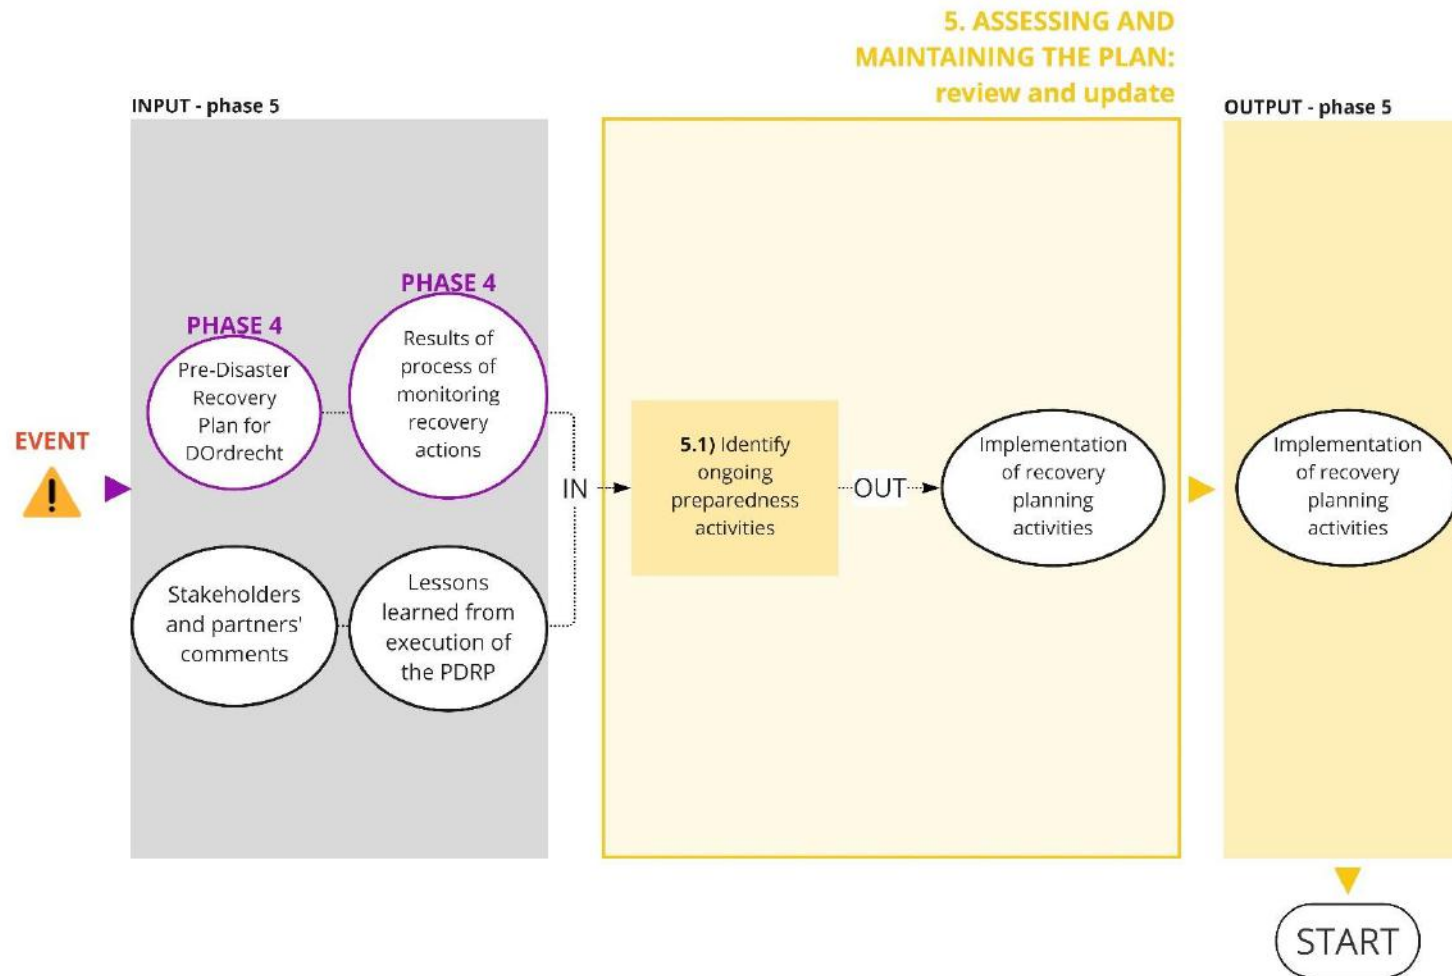 5. ASSESSING AND
MAINTAINING THE PLAN:
review and update
INPUT - phase 5
OUTPUT - phase 5
EVENT
PHASE 4
Pre-Disaster
Recovery
Plan for
DOrdrecht
PHASE 4
Results of
process of
monitoring
recovery
actions
Stakeholders
and partners'
comments
Lessons
learned from
execution of
the PDRP
IN
5.1) Identify
ongoing
preparedness
activities
OUT
Implementation
of recovery
planning
activities
Implementation
of recovery
planning
activities
START